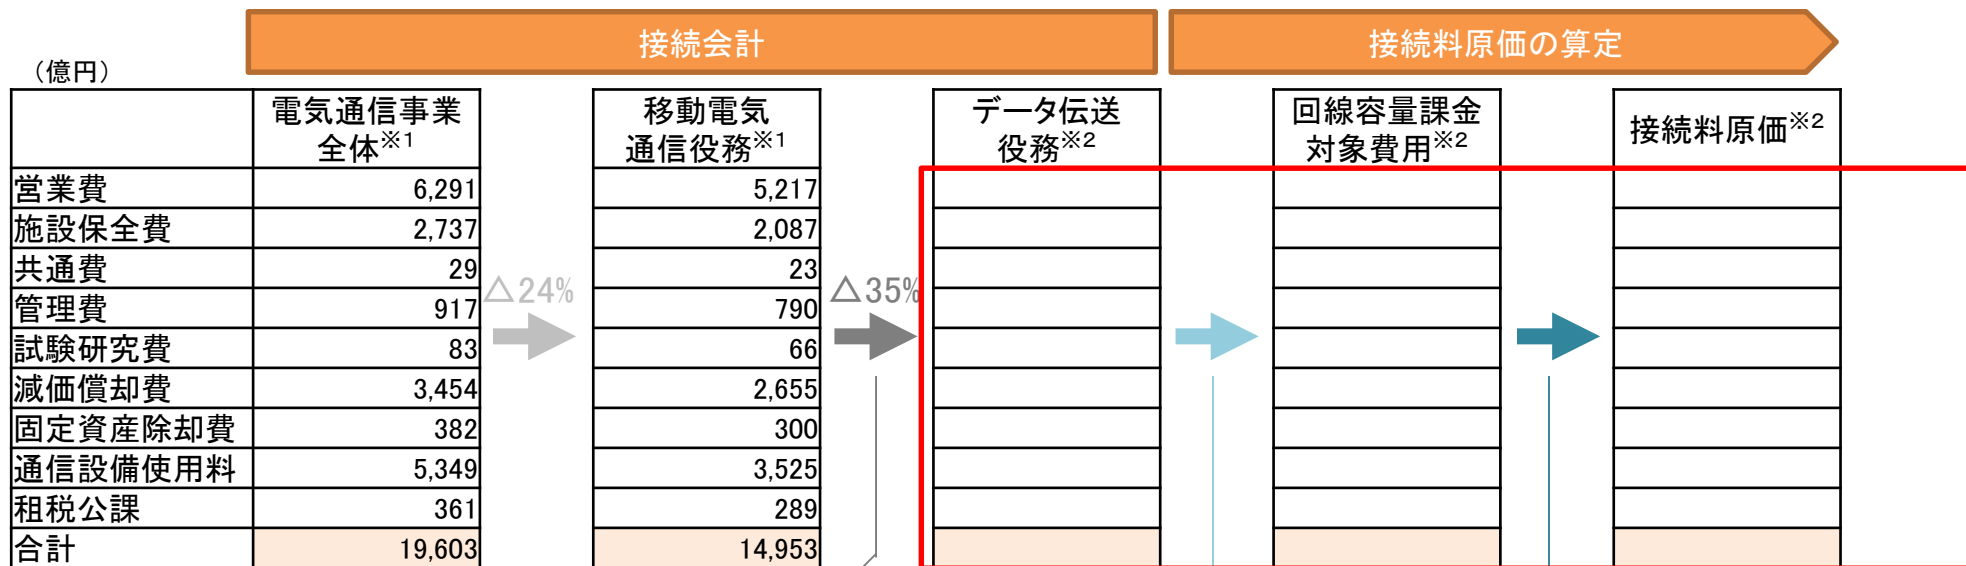 接続会計
接続料原価の算定
（億円）
電気通信事業
全体※1
移動電気
通信役務※1
データ伝送
役務※2
回線容量課金
対象費用※2
接続料原価※2
営業費 6,291 5,217
施設保全費 2,737 2,087
共通費 29 23
管理費 917 790
試験研究費 83 66
減価償却費 3,454 2,655
固定資産除却費 382 300
通信設備使用料 5,349 3,525
租税公課 361 289
合計 19,603 14,953
△24%
△35%